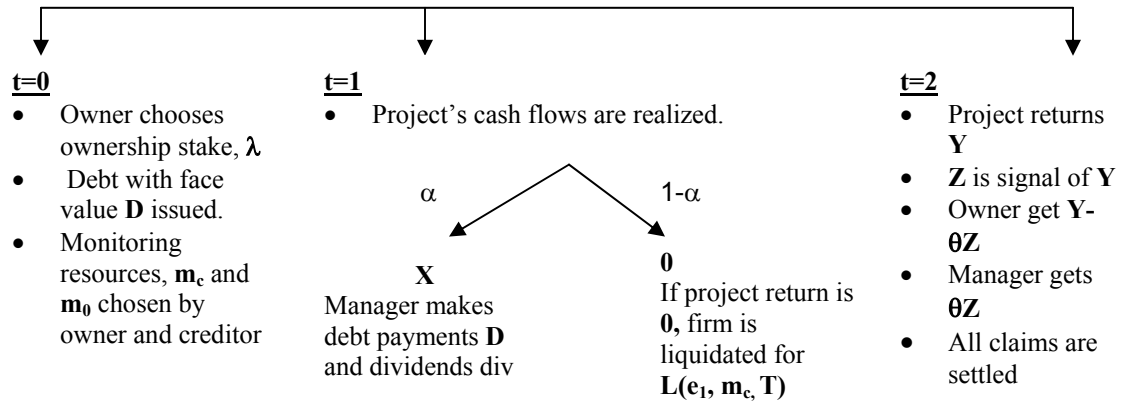 t=0
• Owner chooses
ownership stake, λ
• Debt with face
value D issued.
• Monitoring
resources, mc and
m0 chosen by
owner and creditor
t=1
• Project’s cash flows are realized.
α
1-α
X
Manager makes
debt payments D
and dividends div
0
If project return is
0, firm is
liquidated for
L(e1, mc, T)
t=2
• Project returns
Y
• Z is signal of Y
• Owner get Y-
θZ
• Manager gets
θZ
• All claims are
settled